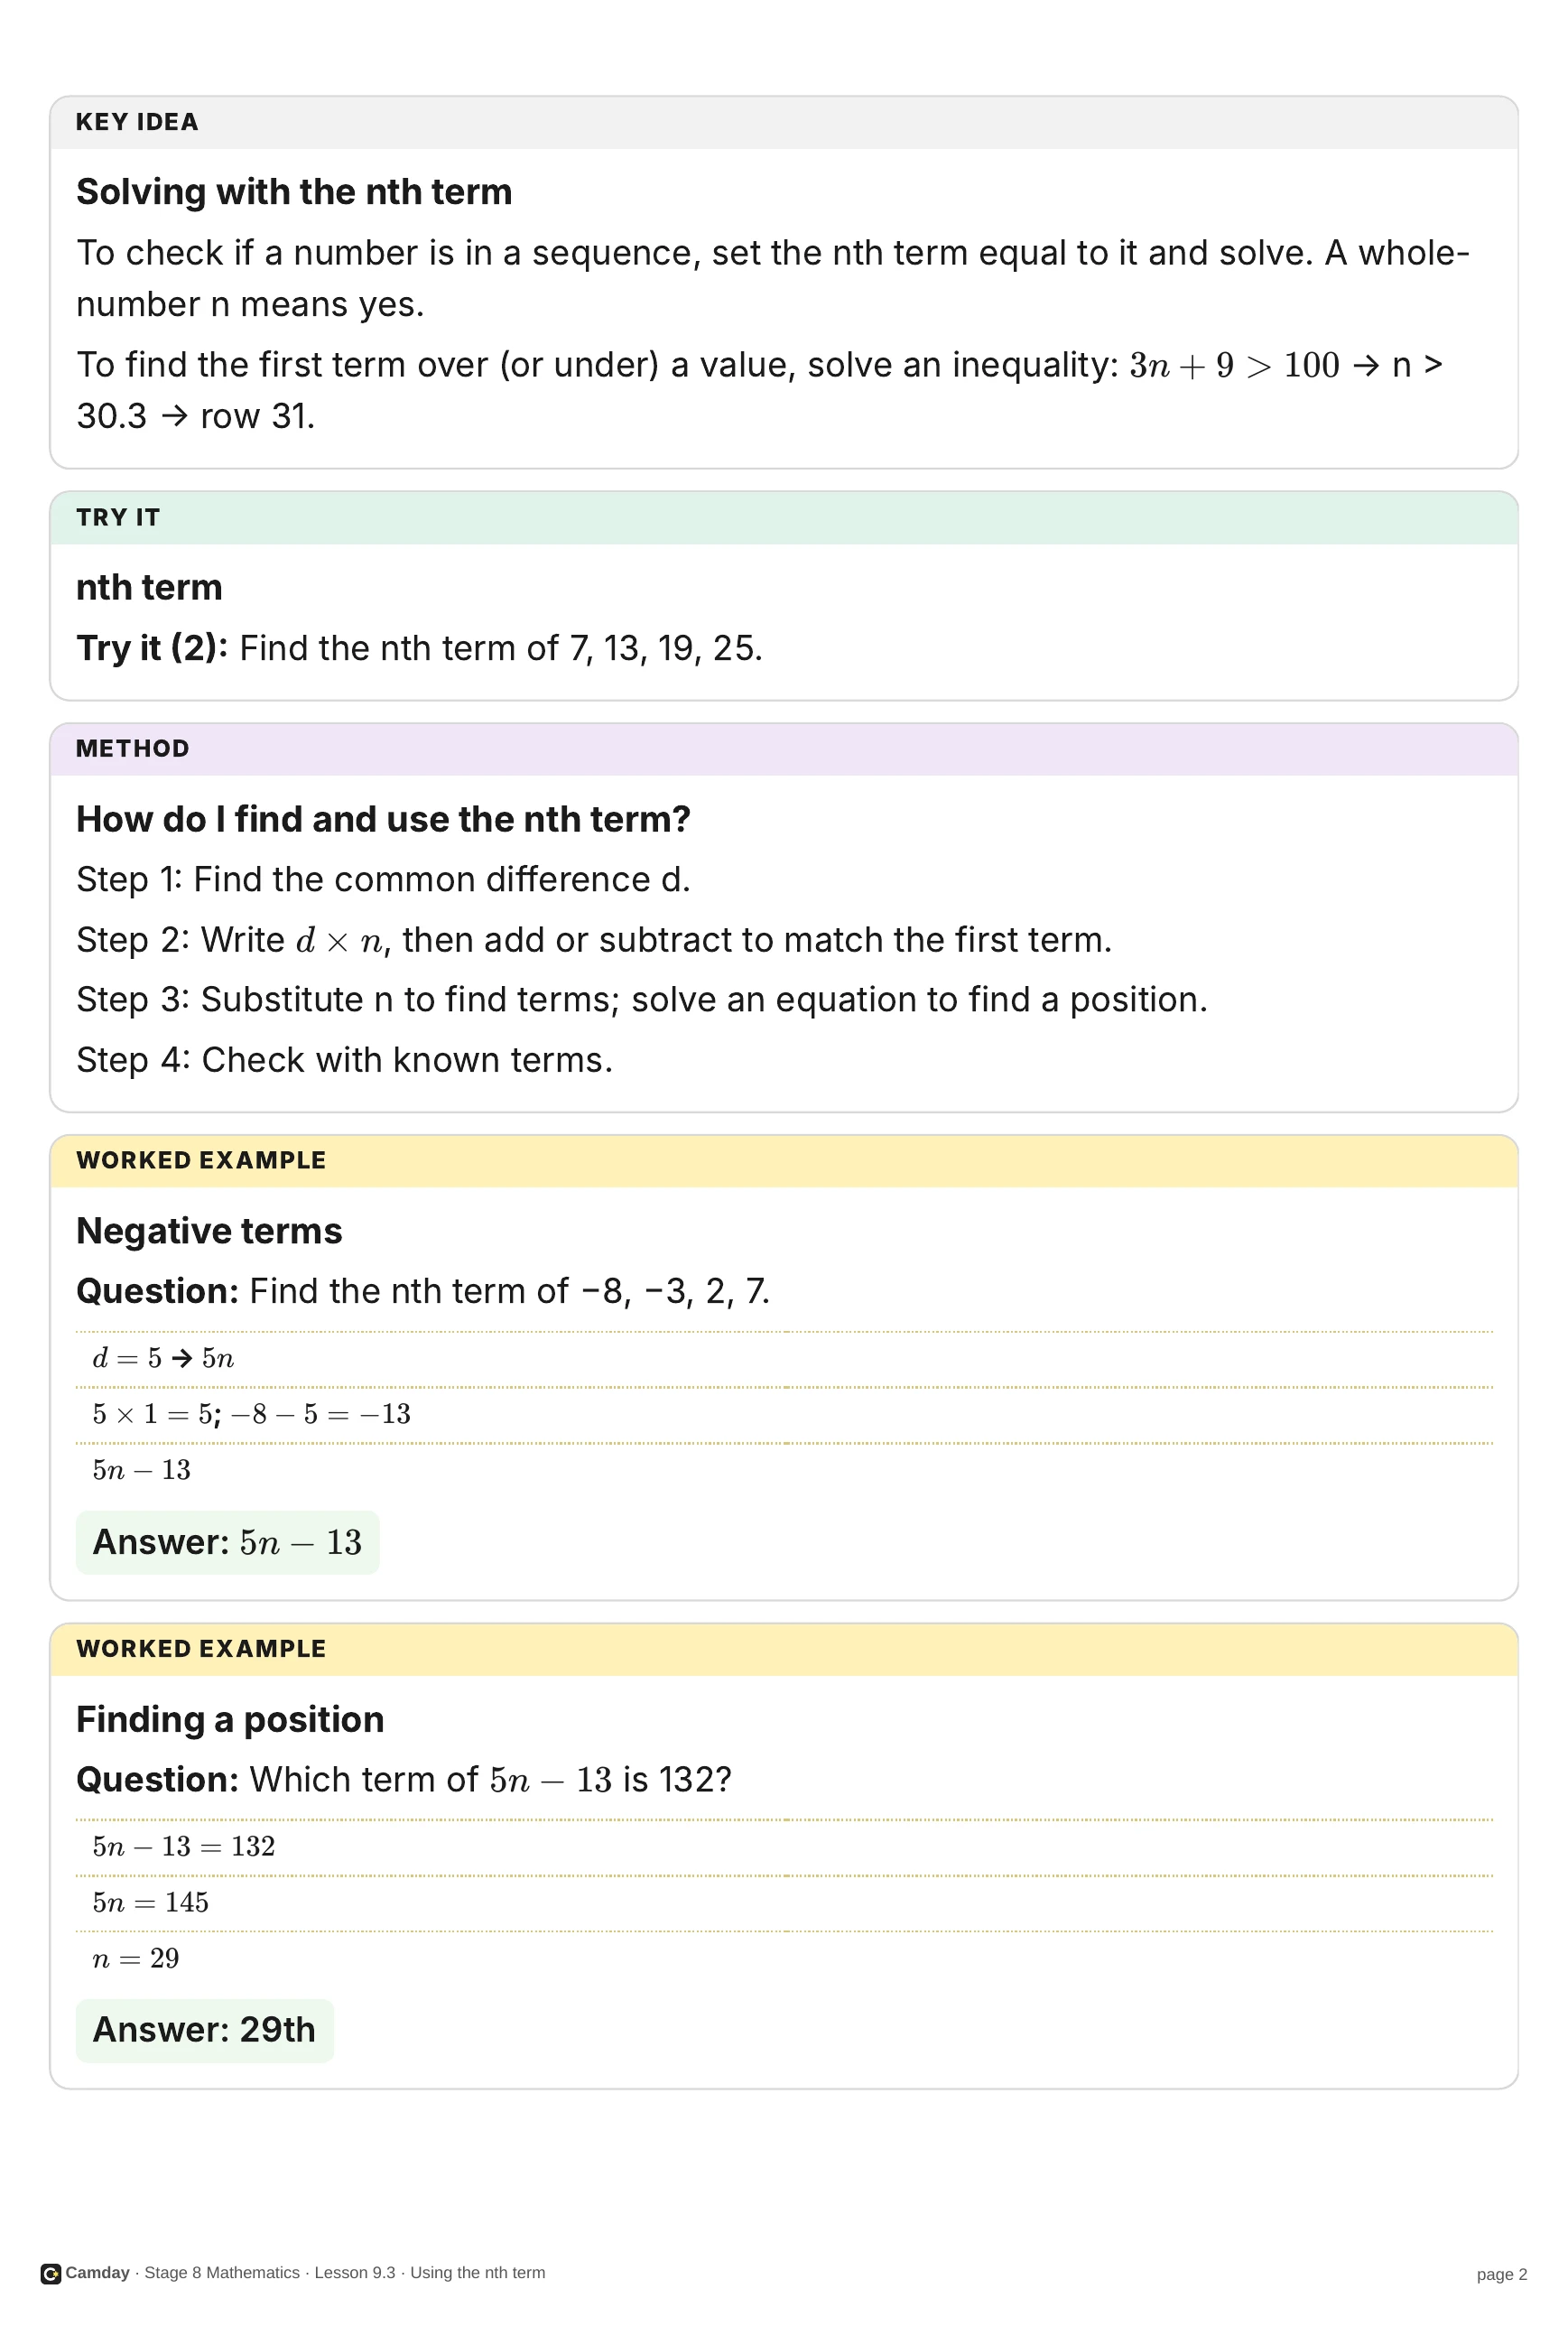 KEY IDEA
Solving with the nth term
To check if a number is in a sequence, set the nth term equal to it and solve. A whole-
number n means yes.
To find the first term over (or under) a value, solve an inequality: 3n + 9 > 100 → n >
30.3 → row 31.
TRY IT
nth term
Try it (2): Find the nth term of 7, 13, 19, 25.
METHOD
How do I find and use the nth term?
Step 1: Find the common difference d.
Step 2: Write d × n, then add or subtract to match the first term.
Step 3: Substitute n to find terms; solve an equation to find a position.
Step 4: Check with known terms.
WORKED EXAMPLE
Negative terms
Question: Find the nth term of −8, −3, 2, 7.
d = 5 → 5n
5 × 1 = 5; −8 − 5 = −13
5n − 13
Answer: 5n − 13
WORKED EXAMPLE
Finding a position
Question: Which term of 5n − 13 is 132?
5n − 13 = 132
5n = 145
n = 29
Answer: 29th
Camday · Stage 8 Mathematics · Lesson 9.3 · Using the nth term
page 2